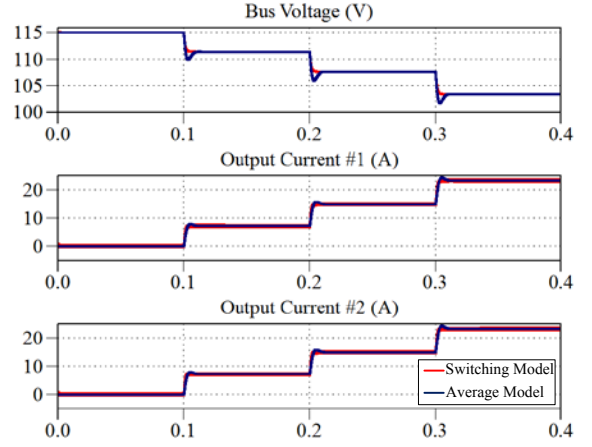 Bus Voltage (V)
115
110
105
100
0.0 0.1 0.2 0.3 0.4
Output Current #1 (A)
20
10
0
0.0 0.1 0.2 0.3 0.4
Output Current #2 (A)
20
10
0
Switching Model
Average Model
0.0 0.1 0.2 0.3 0.4